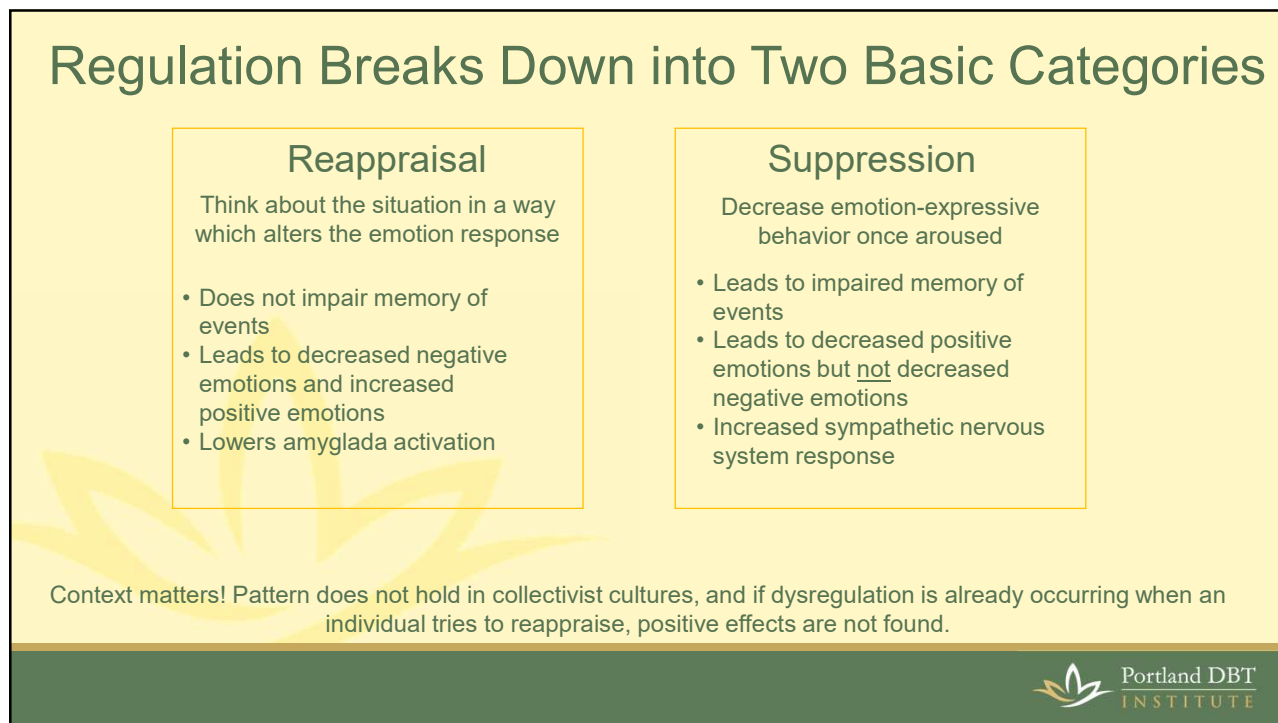 Regulation Breaks Down into Two Basic Categories
Reappraisal
Think about the situation in a way
which alters the emotion response
• Does not impair memory of
events
• Leads to decreased negative
emotions and increased
positive emotions
• Lowers amyglada activation
Suppression
Decrease emotion-expressive
behavior once aroused
• Leads to impaired memory of
events
• Leads to decreased positive
emotions but not decreased
negative emotions
• Increased sympathetic nervous
system response
Context matters! Pattern does not hold in collectivist cultures, and if dysregulation is already occurring when an
individual tries to reappraise, positive effects are not found.
Portland DBT
INSTITUTE